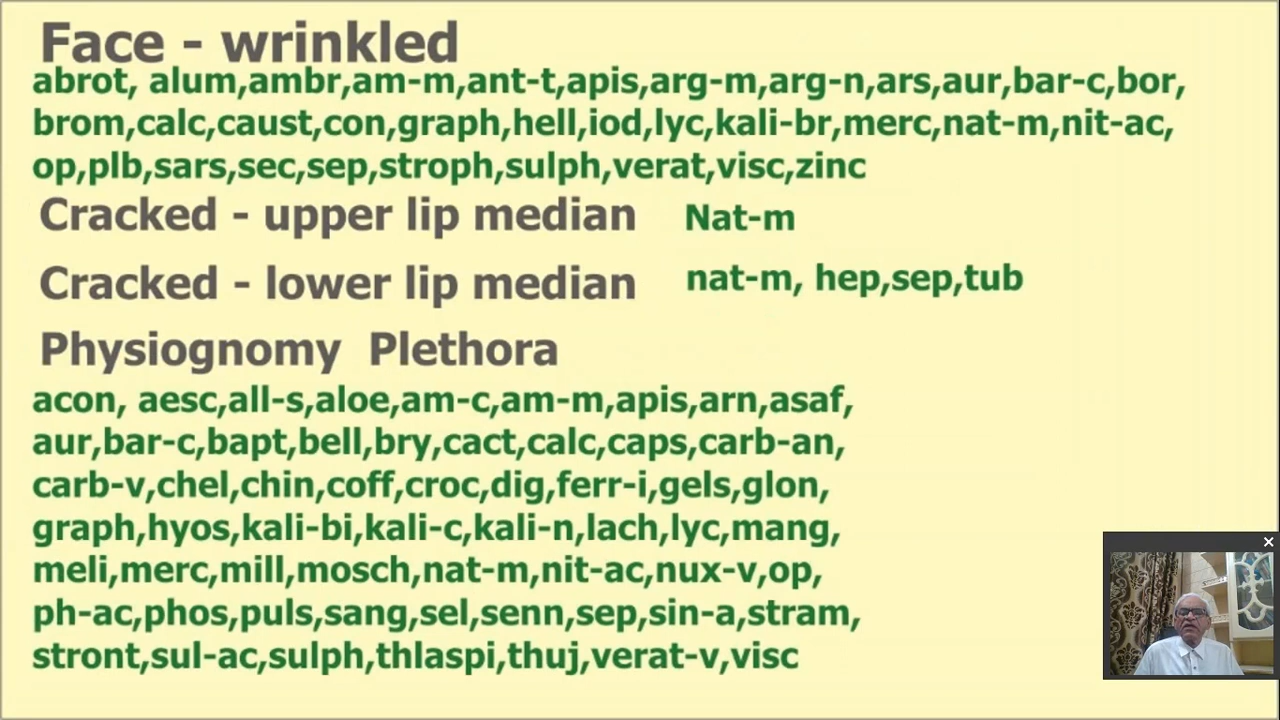 Face - wrinkled
abrot, alum,ambr,am-m,ant-t,apis,arg-m,arg-n,ars,aur,bar-c,bor,
brom,calc,caust,con,graph,hell,iod,lyc,kali-br,merc,nat-m,nit-ac,
op,plb,sars,sec,sep,stroph,sulph,verat,visc,zinc
Cracked - upper lip median Nat-m
Cracked - lower lip median nat-m, hep,sep,tub
Physiognomy Plethora
acon, aesc,all-s,aloe,am-c,am-m,apis,arn,asaf,
aur,bar-c,bapt,bell,bry,cact,calc,caps,carb-an,
carb-v,chel,chin,coff,croc,dig,ferr-i,gels,glon,
graph,hyos,kali-bi,kali-c,kali-n,lach,lyc,mang,
meli,merc,mill,mosch,nat-m,nit-ac,nux-v,op,
ph-ac,phos,puls,sang,sel,senn,sep,sin-a,stram,
stront,sul-ac,sulph,thlaspi,thuj,verat-v,visc